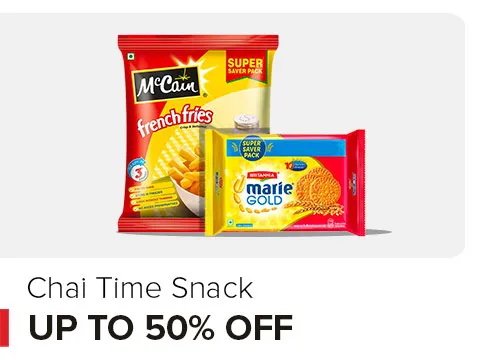 SUPER
SAVER PACK
McCain
french fries
3
SUPER
SAVER
PACK
BRITANNIA
marie
GOLD
Chai Time Snack
UP TO 50% OFF